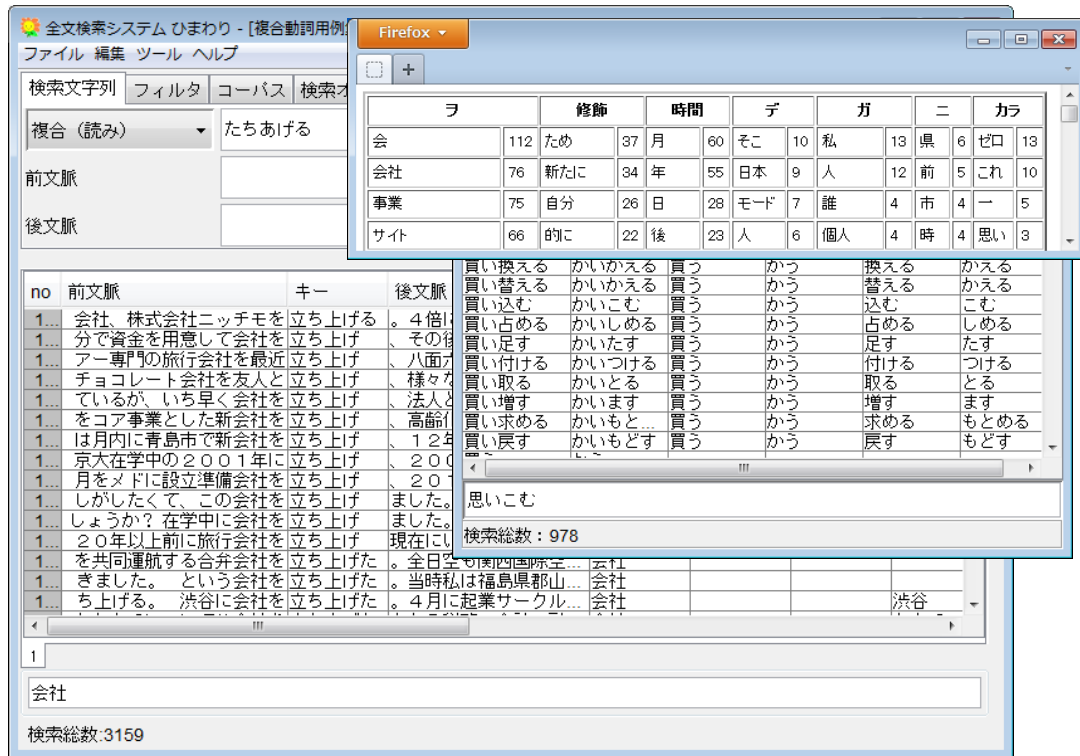 全文検索システム ひまわり - [複合動詞用例
ファイル 編集 ツール ヘルプ
検索文字列 フィルタ コーパス 検索オ
複合（読み） たちあげる
前文脈
後文脈
Firefox
ヲ 修飾 時間 デ ガ ニ カラ
会 112 ため 37 月 60 そこ 10 私 13 県 6 ゼロ 13
会社 76 新たに 34 年 55 日本 9 人 12 前 5 これ 10
事業 75 自分 26 日 28 モード 7 誰 4 市 4 一 5
サイト 66 的に 22 後 23 人 6 個人 4 時 4 思い 3
買い換える かいかえる 買う かう 換える かえる
買い替える かいかえる 買う かう 替える かえる
買い込む かいこむ 買う かう 込む こむ
買い占める かいしめる 買う かう 占める しめる
買い足す かいたす 買う かう 足す たす
買い付ける かいつける 買う かう 付ける つける
買い取る かいとる 買う かう 取る とる
買い増す かいます 買う かう 増す ます
買い求める かいもと... 買う かう 求める もとめる
買い戻す かいもどす 買う かう 戻す もどす
思いこむ
検索総数：978
no 前文脈 キー 後文脈
1... 会社、株式会社ニッチモを 立ち上げる 。４倍に
1... 分で資金を用意して会社を 立ち上げ 、その後
1... アー専門の旅行会社を最近 立ち上げ 、八面六
1... チョコレート会社を友人と 立ち上げ 、様々な
1... ているが、いち早く会社を 立ち上げ 、法人と
1... をコア事業とした新会社を 立ち上げ 、高齢化
1... は月内に青島市で新会社を 立ち上げ 、１２年
1... 京大在学中の２００１年に 立ち上げ 、２００
1... 月をメドに設立準備会社を 立ち上げ 、２０１
1... しがしたくて、この会社を 立ち上げ ました。
1... しょうか？在学中に会社を 立ち上げ ました。
1... ２０年以上前に旅行会社を 立ち上げ 現在にい
1... を共同運航する合弁会社を 立ち上げた 。全日空も関西国際空... 会社
1... きました。 という会社を 立ち上げた 。当時私は福島県郡山... 会社
1... ち上げる。 渋谷に会社を 立ち上げた 。４月に起業サークル... 会社 渋谷
1
会社
検索総数:3159